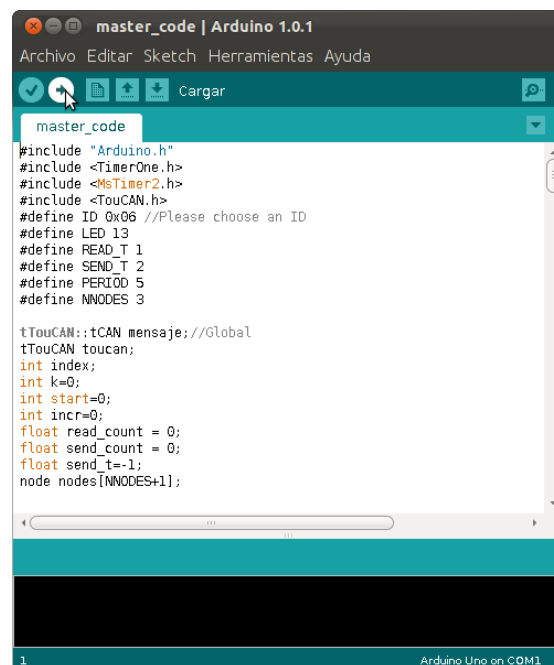 master_code | Arduino 1.0.1
Archivo Editar Sketch Herramientas Ayuda
Cargar
master_code
#include "Arduino.h"
#include <TimerOne.h>
#include <MsTimer2.h>
#include <TouCAN.h>
#define ID 0x06 //Please choose an ID
#define LED 13
#define READ_T 1
#define SEND_T 2
#define PERIOD 5
#define NNODES 3
tTouCAN::tCAN mensaje;//Global
tTouCAN toucan;
int index;
int k=0;
int start=0;
int incr=0;
float read_count = 0;
float send_count = 0;
float send_t=-1;
node nodes[NNODES+1];
1
Arduino Uno on COM1